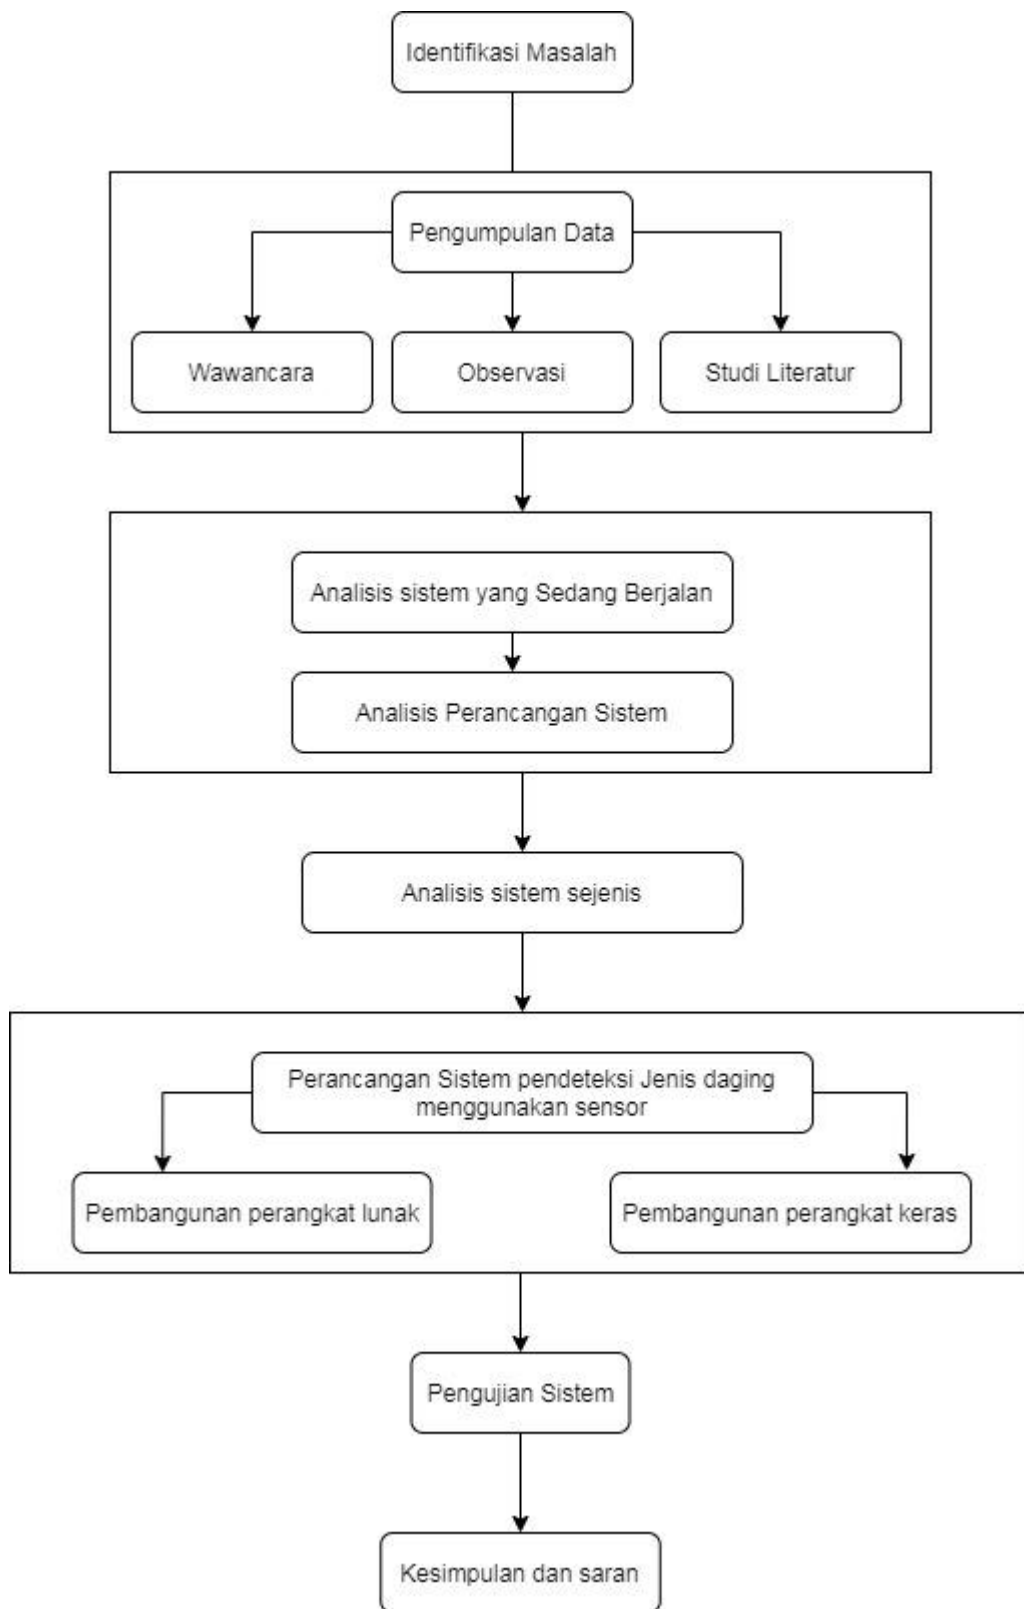 Identifikasi Masalah
Pengumpulan Data
Wawancara
Observasi
Studi Literatur
Analisis sistem yang Sedang Berjalan
Analisis Perancangan Sistem
Analisis sistem sejenis
Perancangan Sistem pendeteksi Jenis daging
menggunakan sensor
Pembangunan perangkat lunak
Pembangunan perangkat keras
Pengujian Sistem
Kesimpulan dan saran